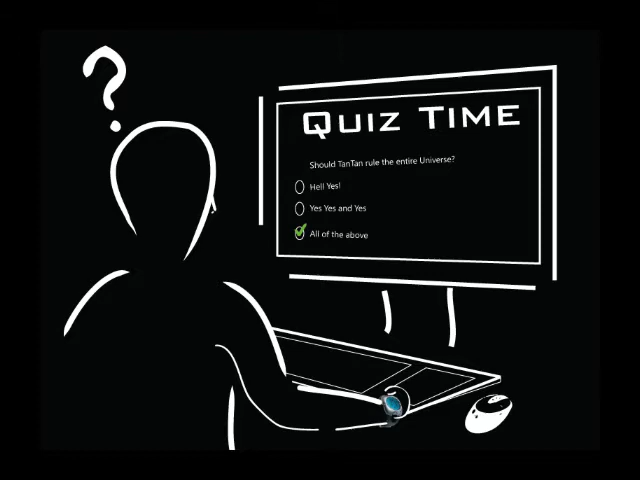 ?
Quiz Time
Should TanTan rule the entire Universe?
Hell Yes!
Yes Yes and Yes
All of the above